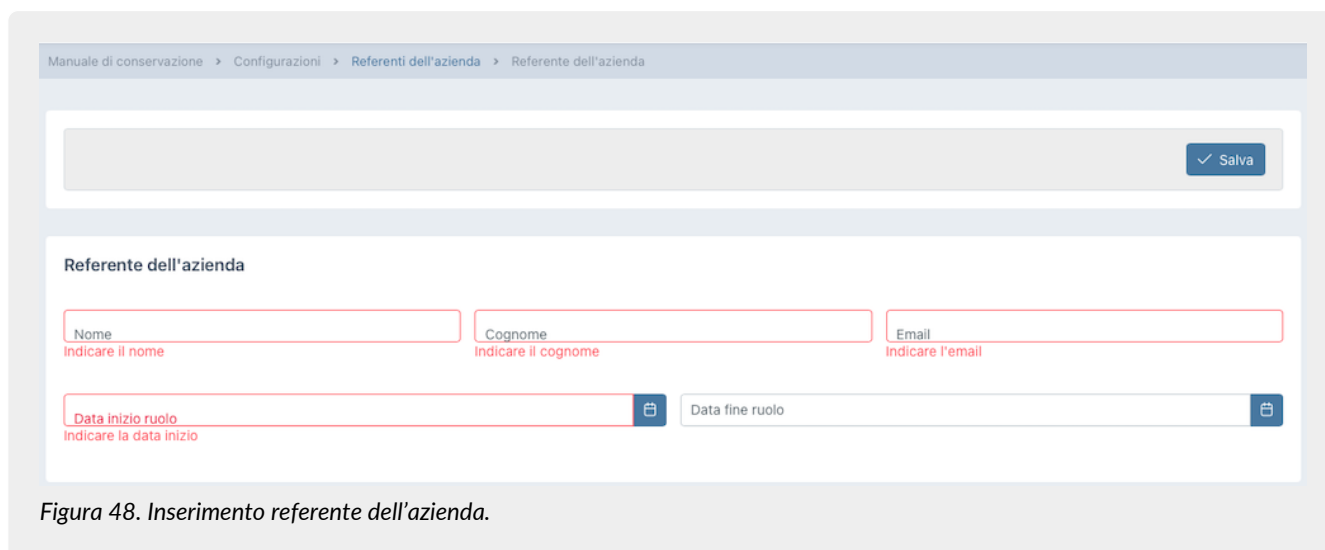 Manuale di conservazione > Configurazioni > Referenti dell'azienda > Referente dell'azienda
Salva
Referente dell'azienda
Nome Cognome Email
Indicare il nome Indicare il cognome Indicare l'email
Data inizio ruolo Data fine ruolo
Indicare la data inizio
Figura 48. Inserimento referente dell’azienda.